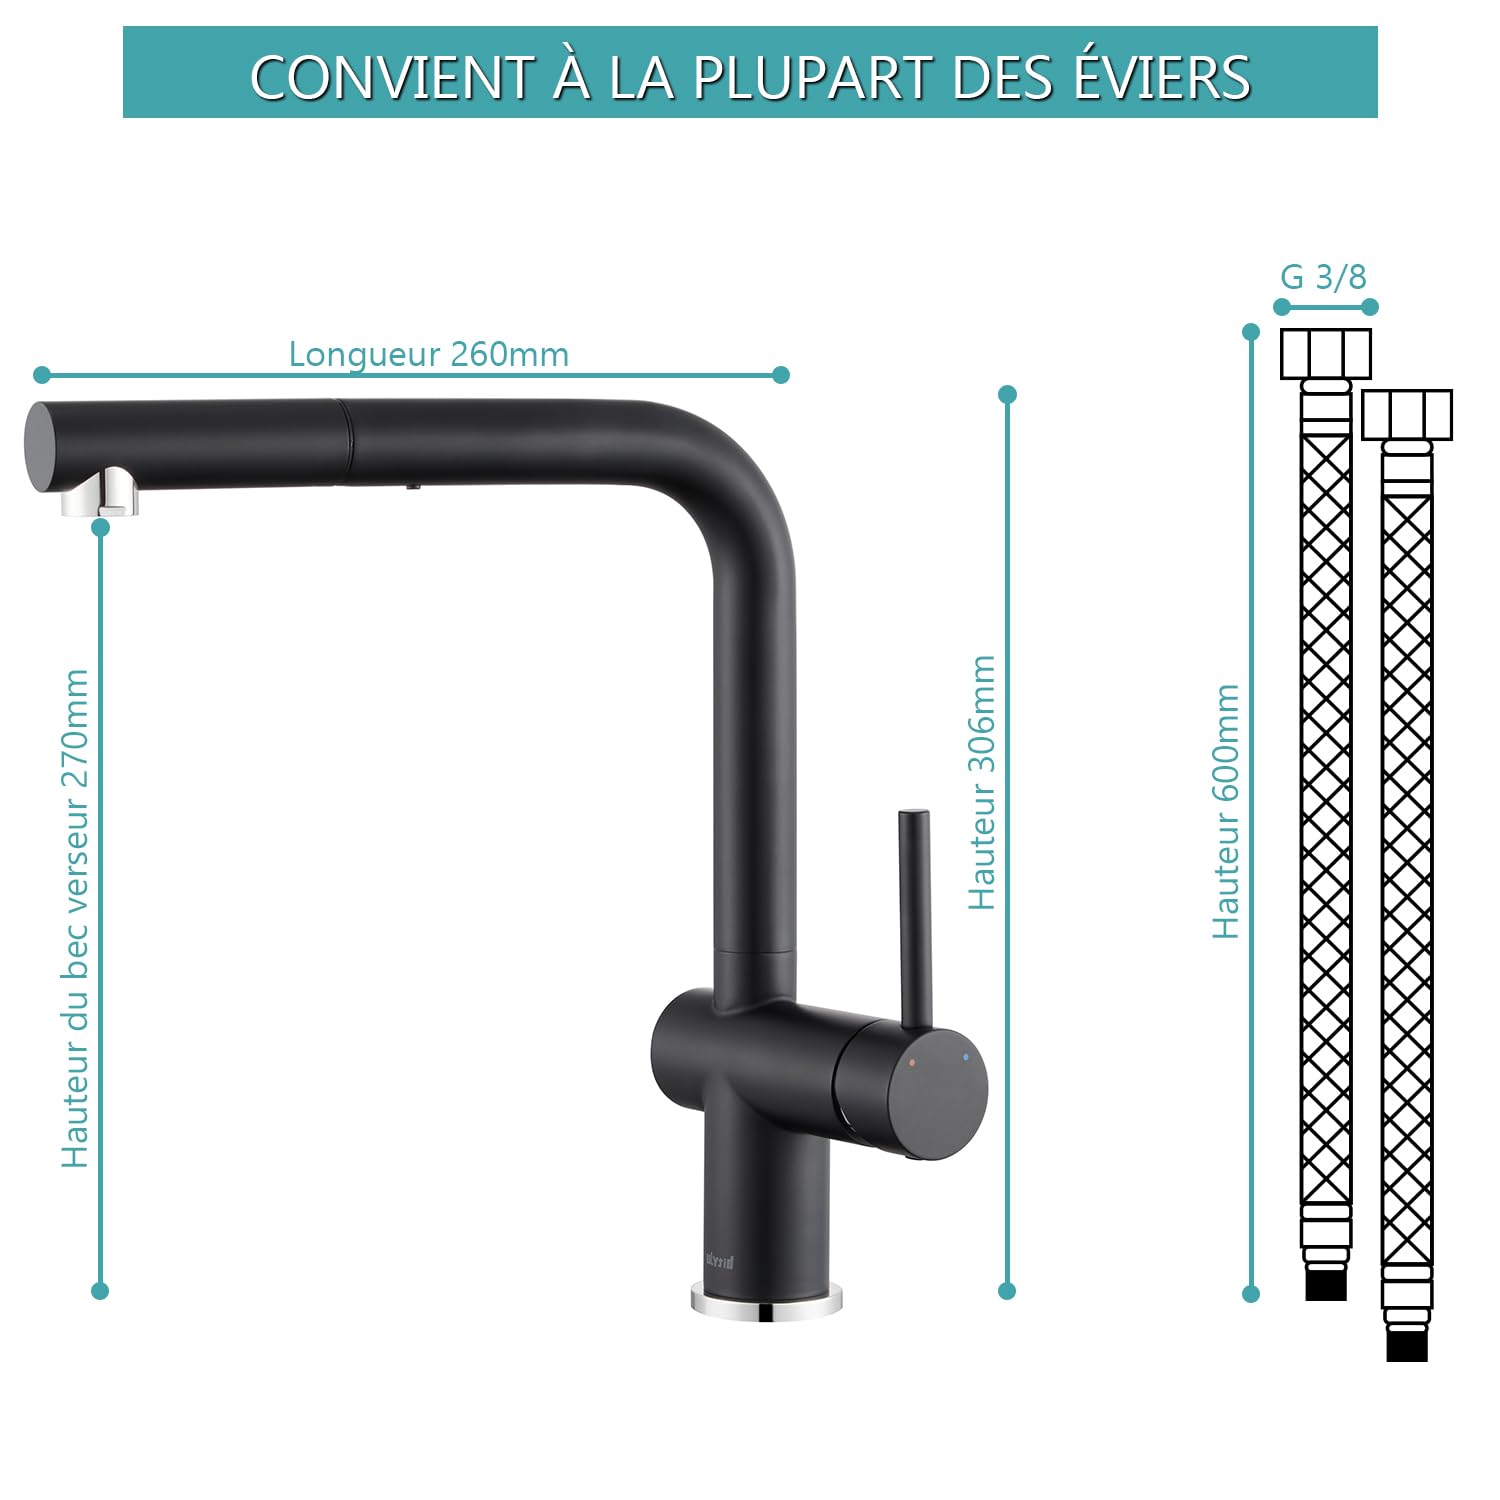 CONVIENT À LA PLUPART DES ÉVIERS
G 3/8
Longueur 260mm
Hauteur du bec verseur 270mm
Hauteur 306mm
Hauteur 600mm